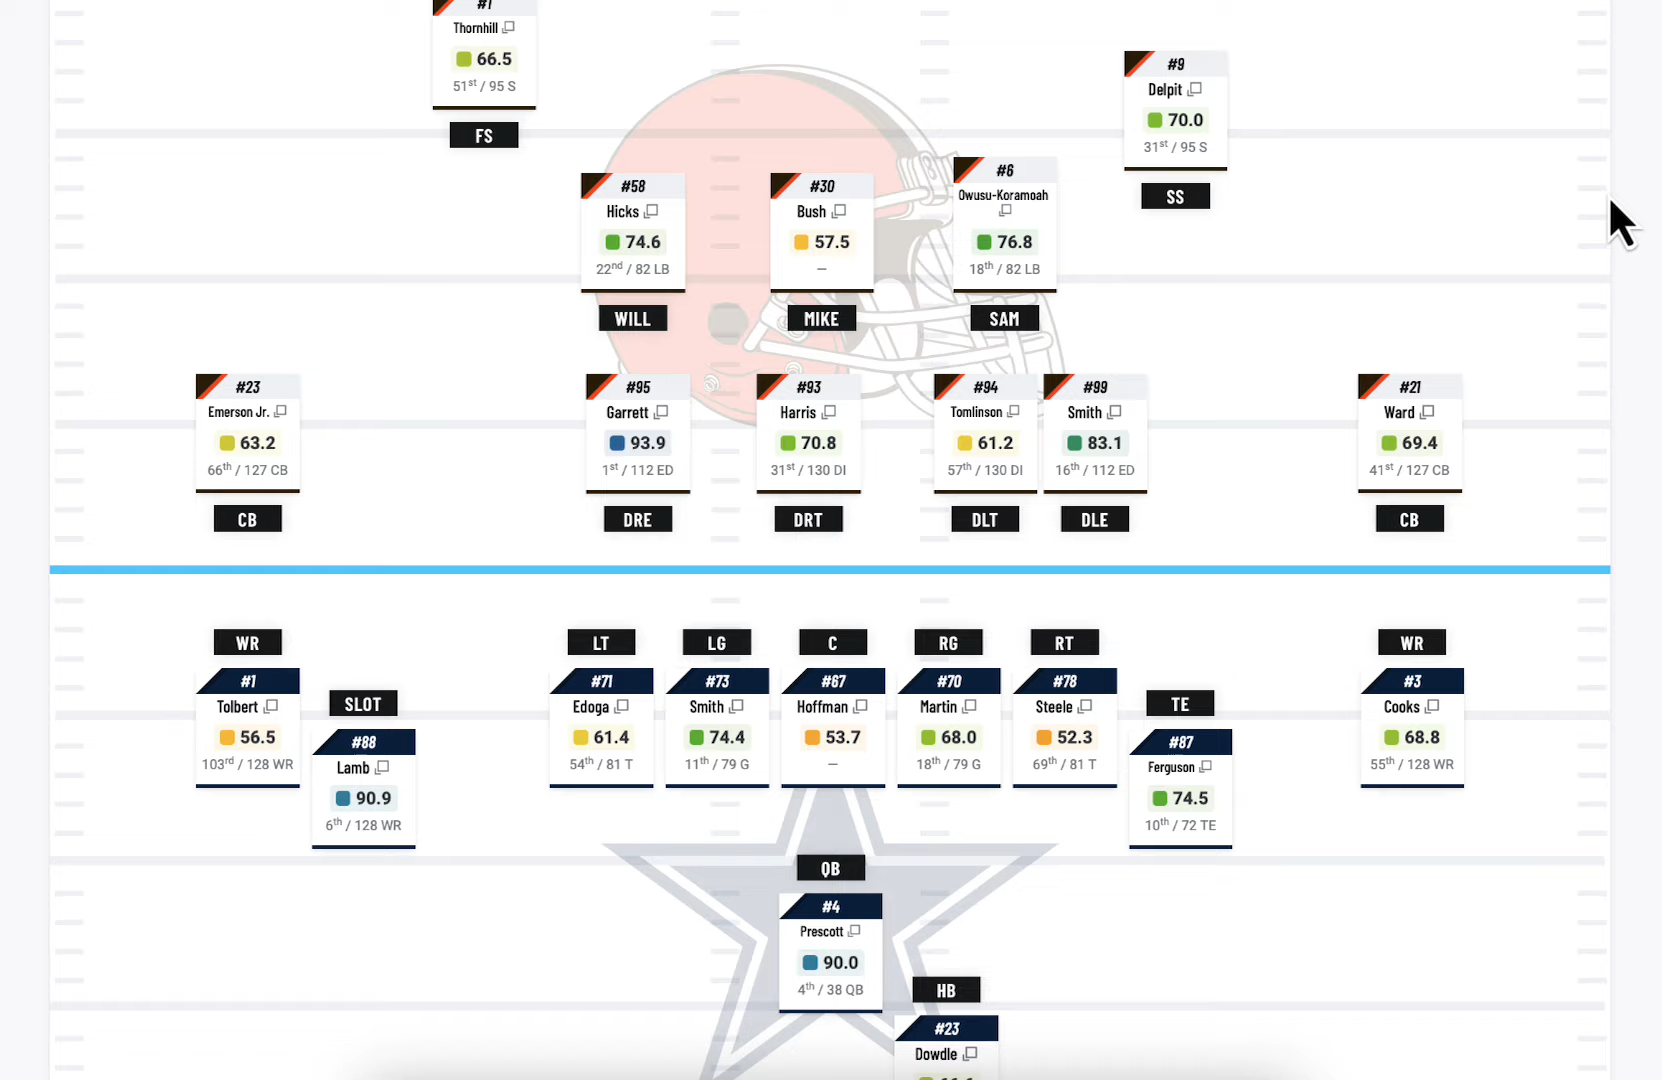 #1
Thornhill
66.5
51st / 95 S
FS
#9
Delpit
70.0
31st / 95 S
SS
#58
Hicks
74.6
22nd / 82 LB
WILL
#30
Bush
57.5
–
MIKE
#6
Owusu-Koramoah
76.8
18th / 82 LB
SAM
#23
Emerson Jr.
63.2
66th / 127 CB
CB
#95
Garrett
93.9
1st / 112 ED
DRE
#93
Harris
70.8
31st / 130 DI
DRT
#94
Tomlinson
61.2
57th / 130 DI
DLT
#99
Smith
83.1
16th / 112 ED
DLE
#21
Ward
69.4
41st / 127 CB
CB
WR
#1
Tolbert
56.5
103rd / 128 WR
SLOT
#88
Lamb
90.9
6th / 128 WR
LT
#71
Edoga
61.4
54th / 81 T
LG
#73
Smith
74.4
11th / 79 G
C
#67
Hoffman
53.7
–
RG
#70
Martin
68.0
18th / 79 G
RT
#78
Steele
52.3
69th / 81 T
TE
#87
Ferguson
74.5
10th / 72 TE
WR
#3
Cooks
68.8
55th / 128 WR
QB
#4
Prescott
90.0
4th / 38 QB
HB
#23
Dowdle